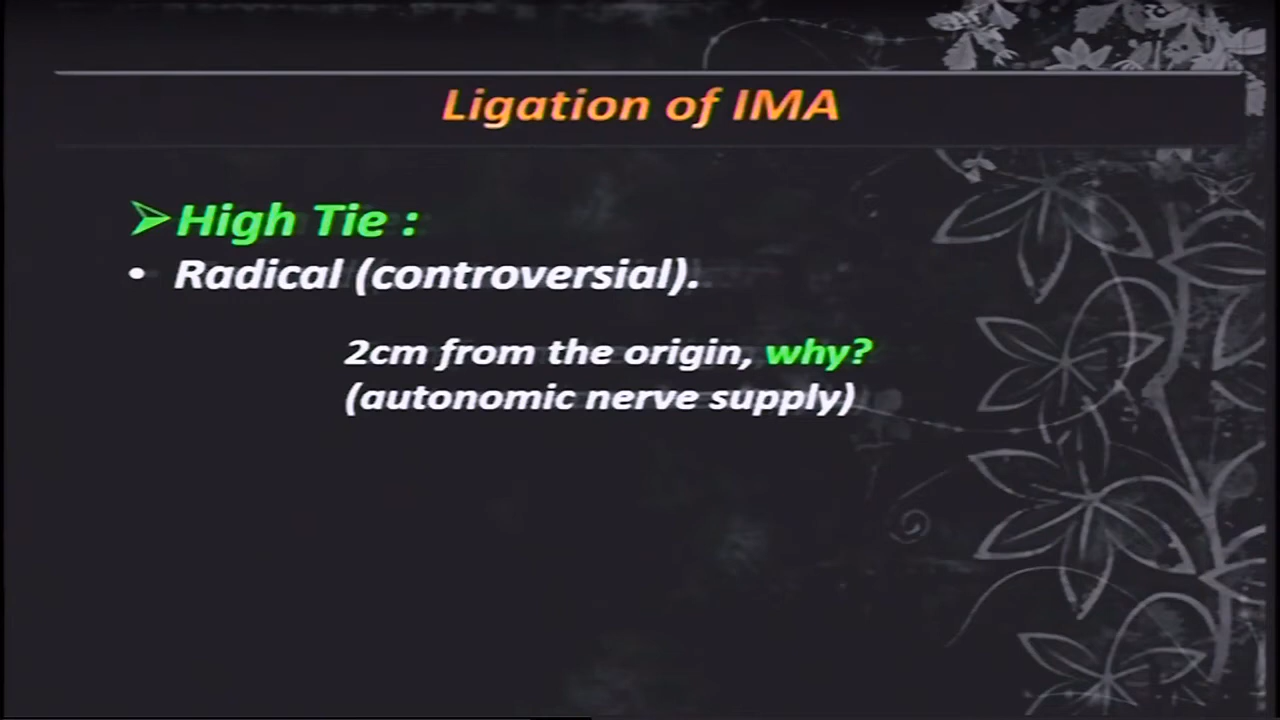 Ligation of IMA
➢High Tie :
• Radical (controversial).
2cm from the origin, why?
(autonomic nerve supply)